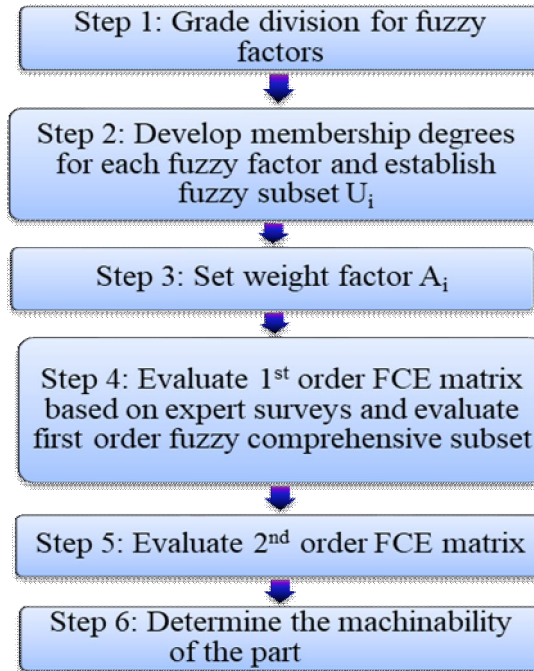 Step 1: Grade division for fuzzy
factors
Step 2: Develop membership degrees
for each fuzzy factor and establish
fuzzy subset Uᵢ
Step 3: Set weight factor Aᵢ
Step 4: Evaluate 1ˢᵗ order FCE matrix
based on expert surveys and evaluate
first order fuzzy comprehensive subset
Step 5: Evaluate 2ⁿᵈ order FCE matrix
Step 6: Determine the machinability
of the part